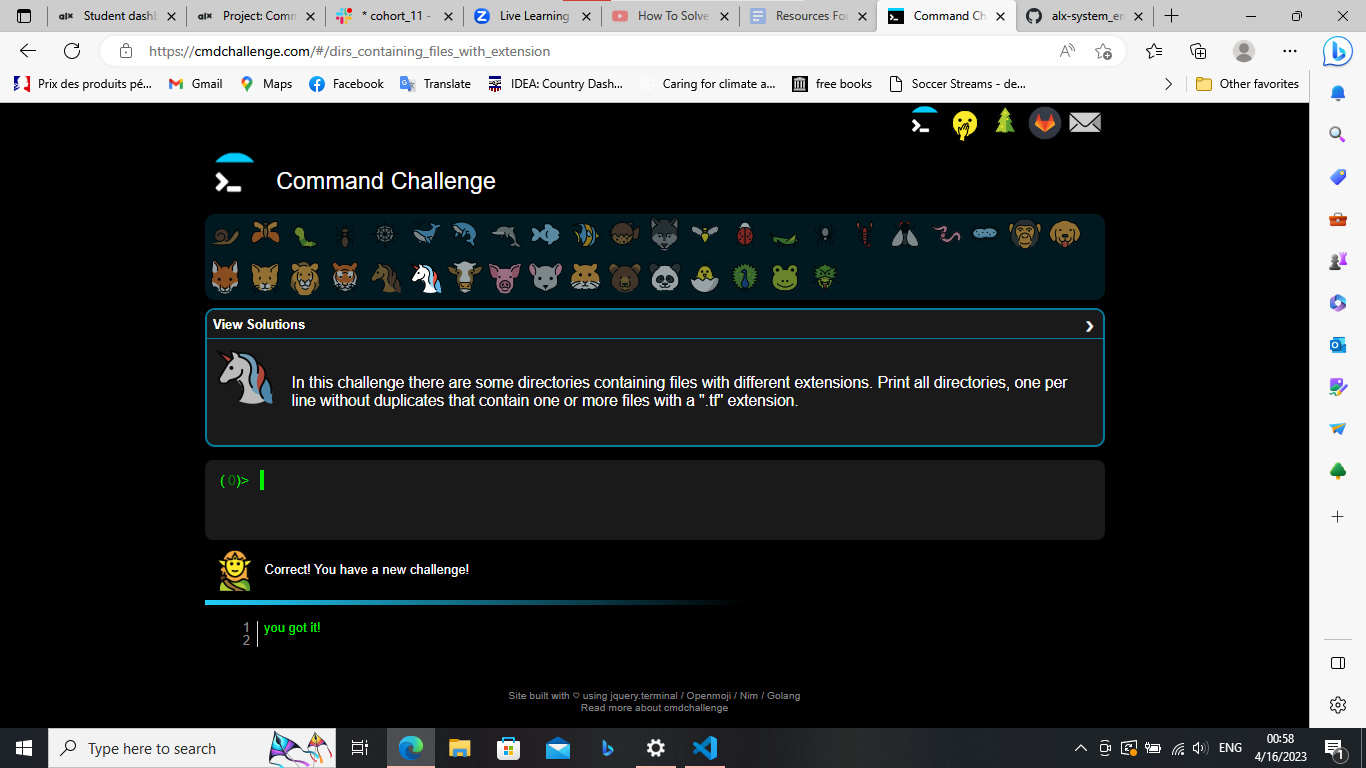 alx Student dashb
alx Project: Comm
* cohort_11 -
Live Learning
How To Solve
Resources For
Command Ch
alx-system_en
https://cmdchallenge.com/#/dirs_containing_files_with_extension
Prix des produits pé...
Gmail
Maps
Facebook
Translate
IDEA: Country Dash...
Caring for climate a...
free books
Soccer Streams - de...
Other favorites
Command Challenge
View Solutions
In this challenge there are some directories containing files with different extensions. Print all directories, one per
line without duplicates that contain one or more files with a ".tf" extension.
(0)>
Correct! You have a new challenge!
1 you got it!
2
Site built with ♡ using jquery.terminal / Openmoji / Nim / Golang
Read more about cmdchallenge
Type here to search
ENG
00:58
4/16/2023
1